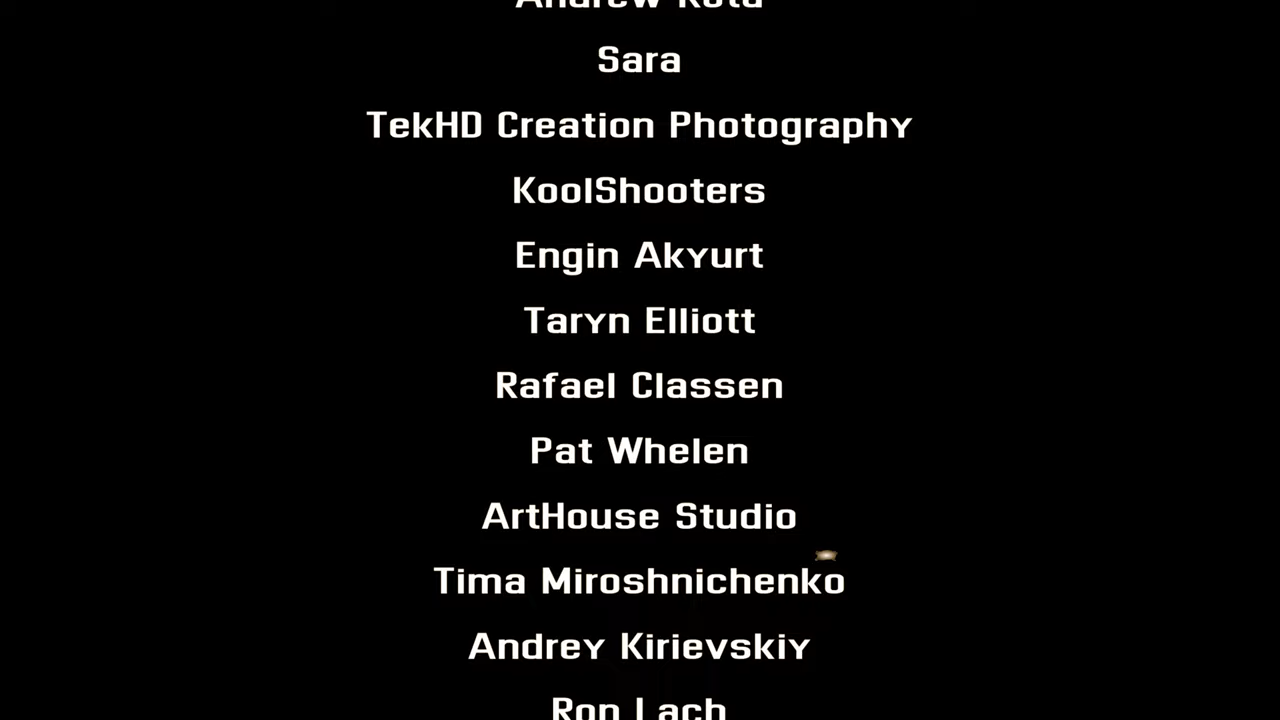 Sara
TekHD Creation Photography
KoolShooters
Engin Akyurt
Taryn Elliott
Rafael Classen
Pat Whelen
ArtHouse Studio
Tima Miroshnichenko
Andrey Kirievskiy
Ron Lach